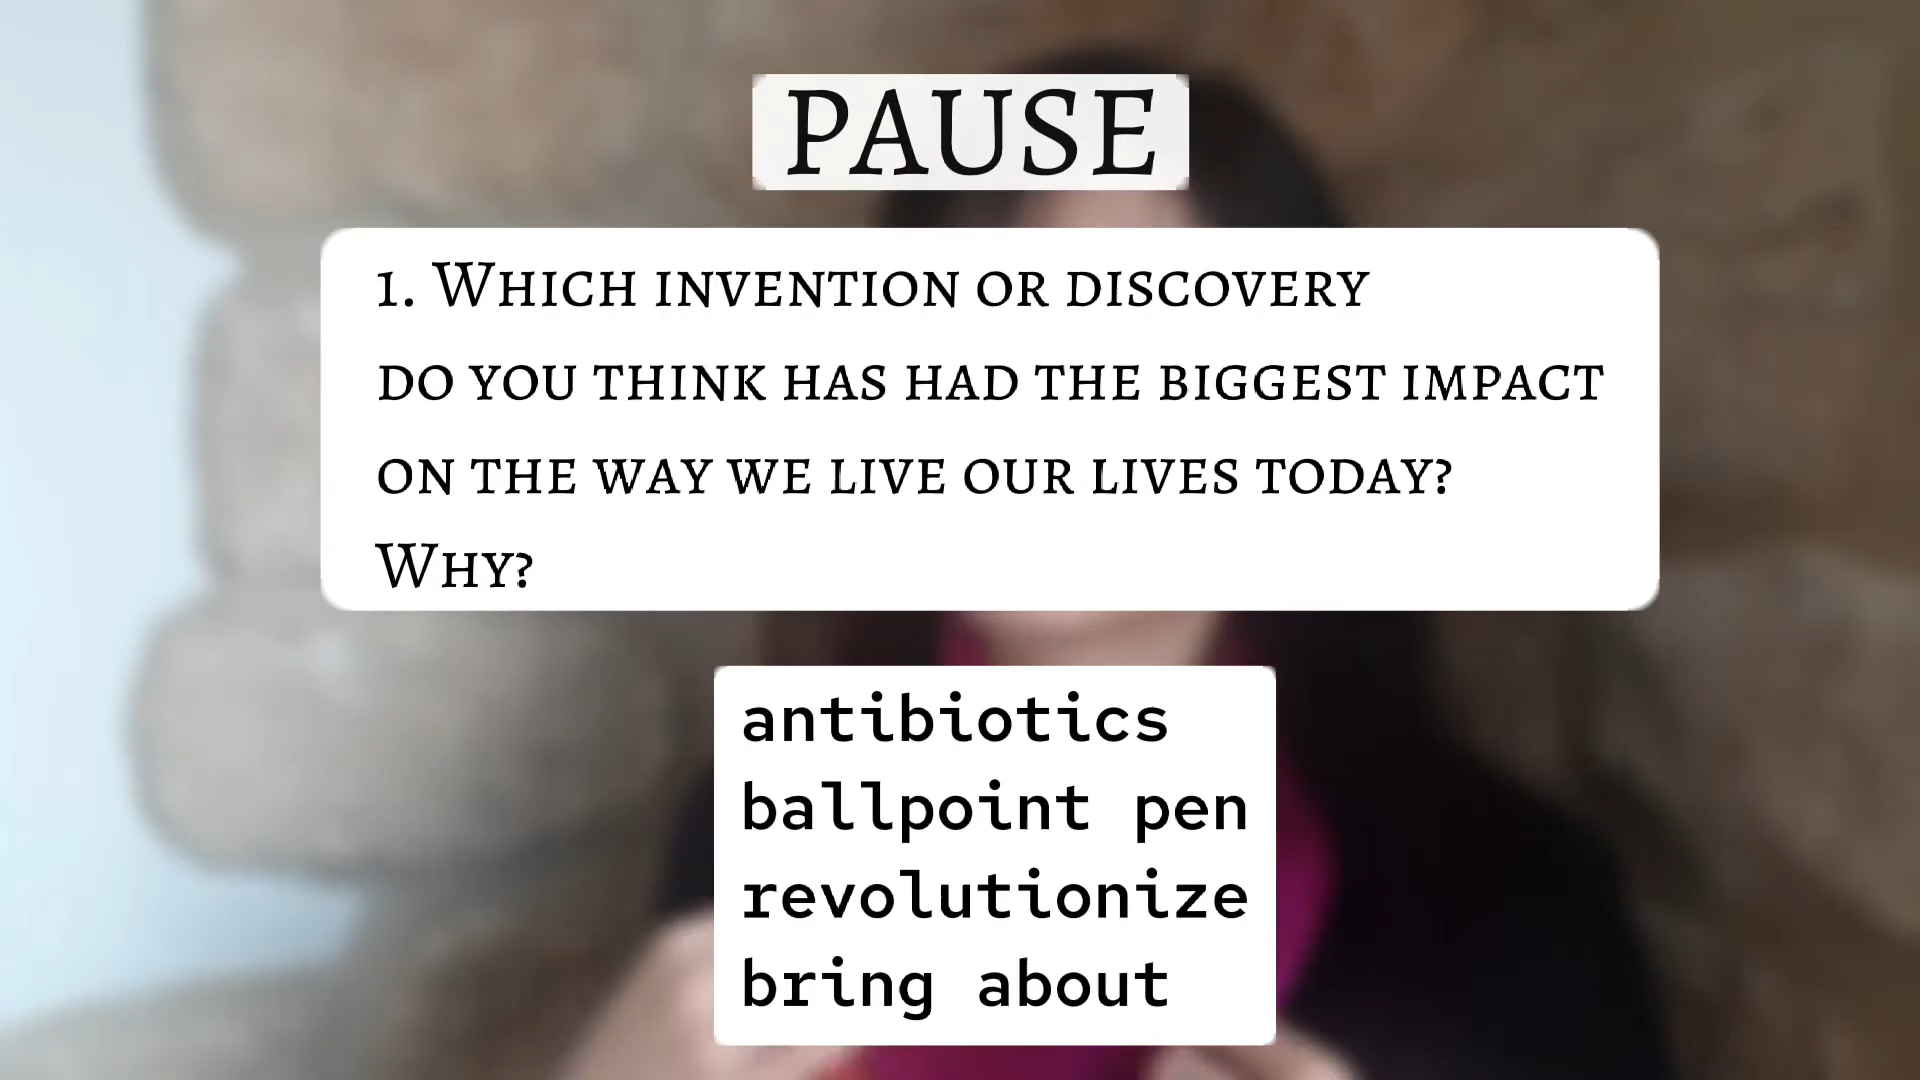 PAUSE
1. Which invention or discovery
do you think has had the biggest impact
on the way we live our lives today?
Why?
antibiotics
ballpoint pen
revolutionize
bring about